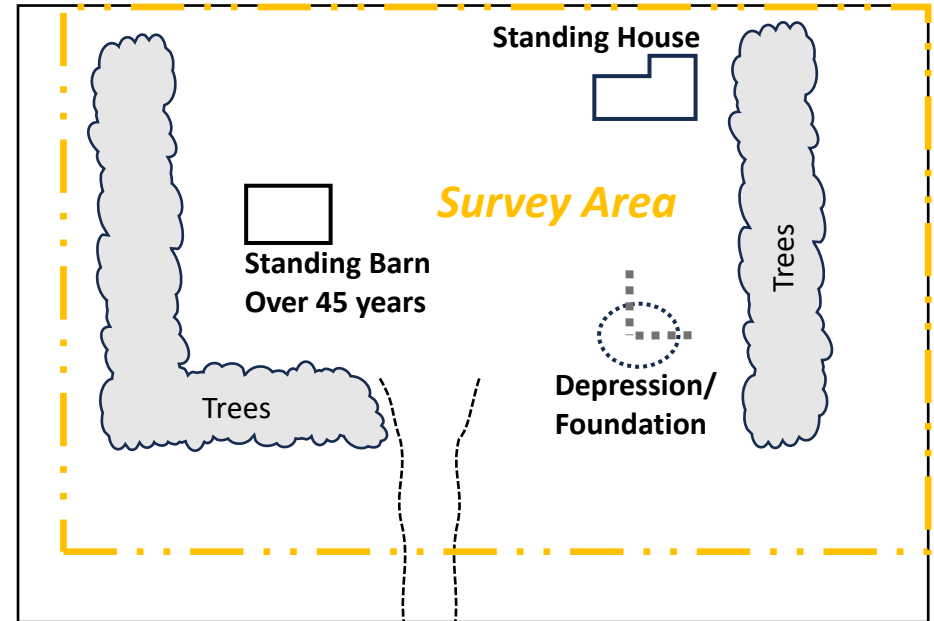 Standing House
Survey Area
Standing Barn
Over 45 years
Trees
Depression/
Foundation
Trees